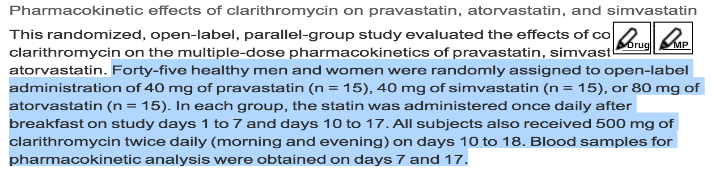 Pharmacokinetic effects of clarithromycin on pravastatin, atorvastatin, and simvastatin
This randomized, open-label, parallel-group study evaluated the effects of co
Drug MP
clarithromycin on the multiple-dose pharmacokinetics of pravastatin, simvast
atorvastatin. Forty-five healthy men and women were randomly assigned to open-label
administration of 40 mg of pravastatin (n = 15), 40 mg of simvastatin (n = 15), or 80 mg of
atorvastatin (n = 15). In each group, the statin was administered once daily after
breakfast on study days 1 to 7 and days 10 to 17. All subjects also received 500 mg of
clarithromycin twice daily (morning and evening) on days 10 to 18. Blood samples for
pharmacokinetic analysis were obtained on days 7 and 17.